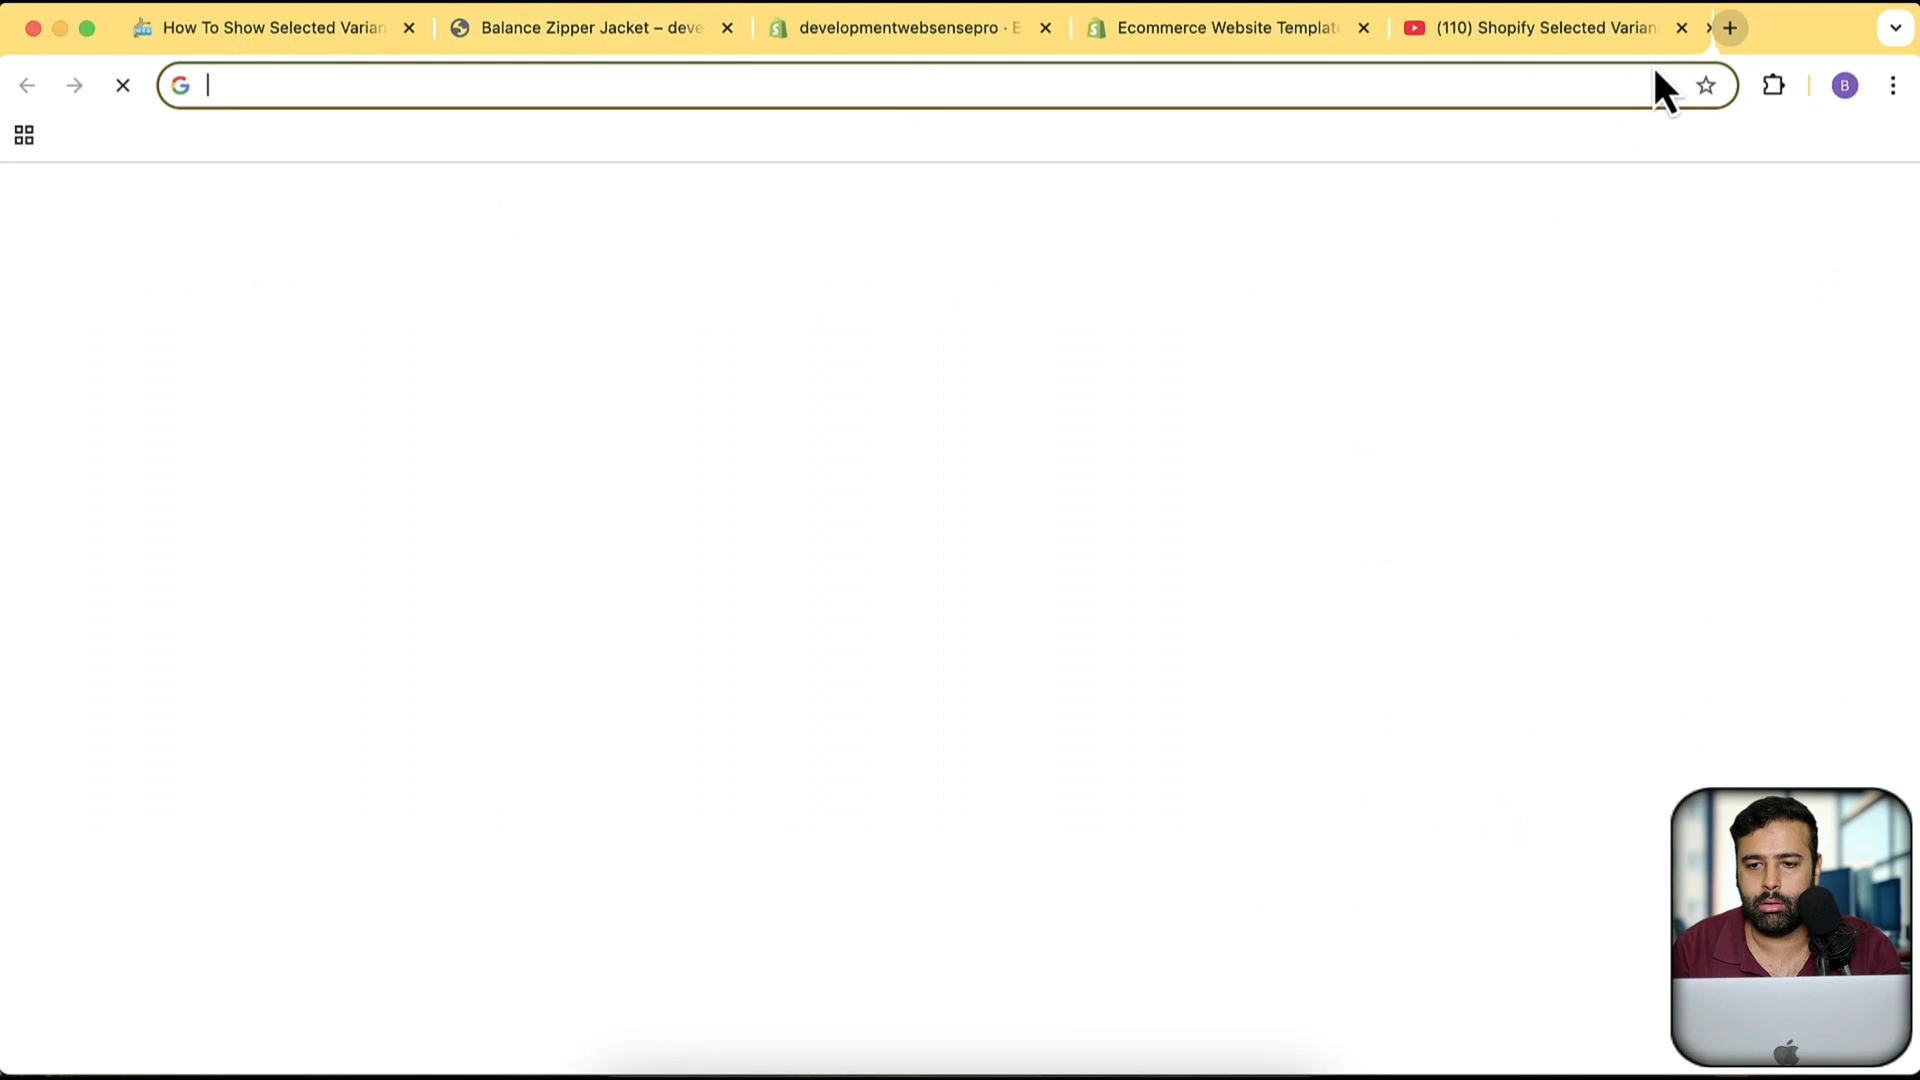 How To Show Selected Varian
Balance Zipper Jacket – deve
developmentwebsensepro · E
Ecommerce Website Templat
(110) Shopify Selected Varian
B